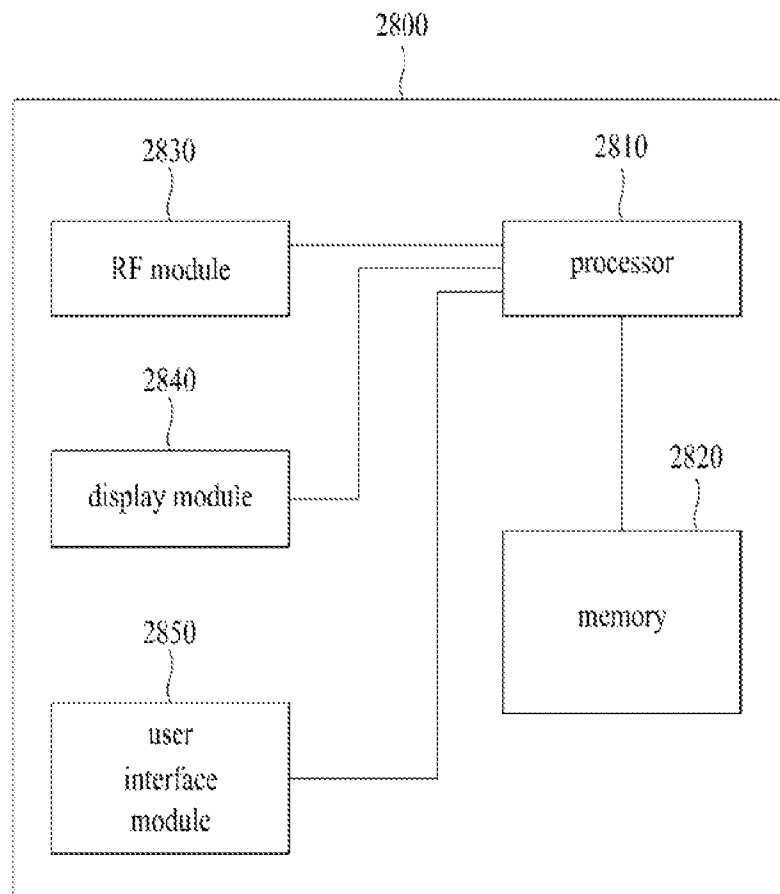 2800
2830
2810
RF module
processor
2840
2820
display module
memory
2850
user
interface
module